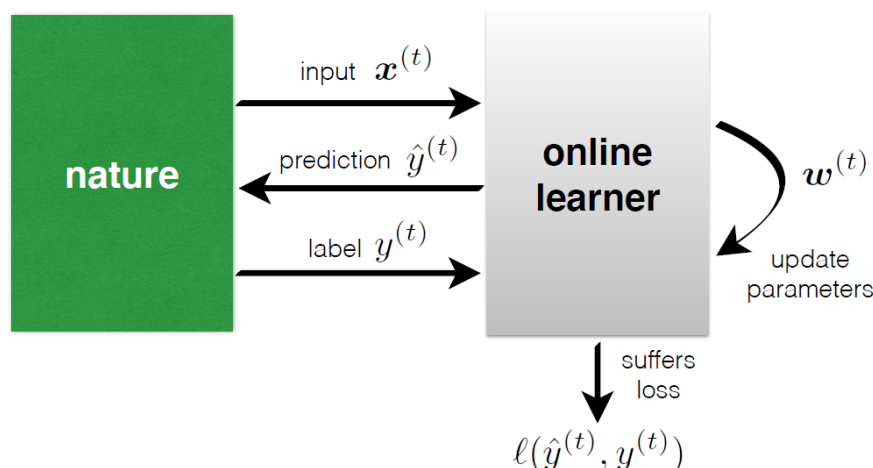 input x^(t)
nature
prediction ŷ^(t)
label y^(t)
online
learner
w^(t)
update
parameters
suffers
loss
ℓ(ŷ^(t), y^(t))